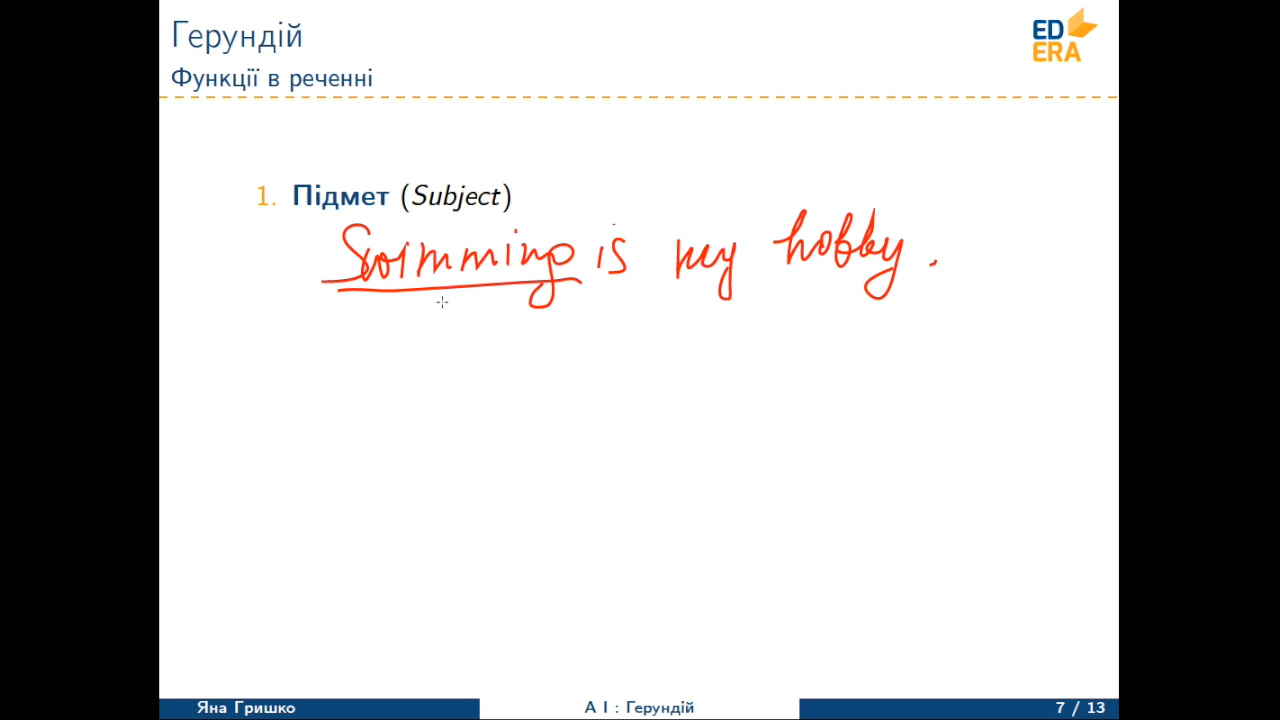 Герундій
Функції в реченні
ED
ERA
1. Підмет (Subject)
Swimming is my hobby.
Яна Гришко
A I : Герундій
7 / 13